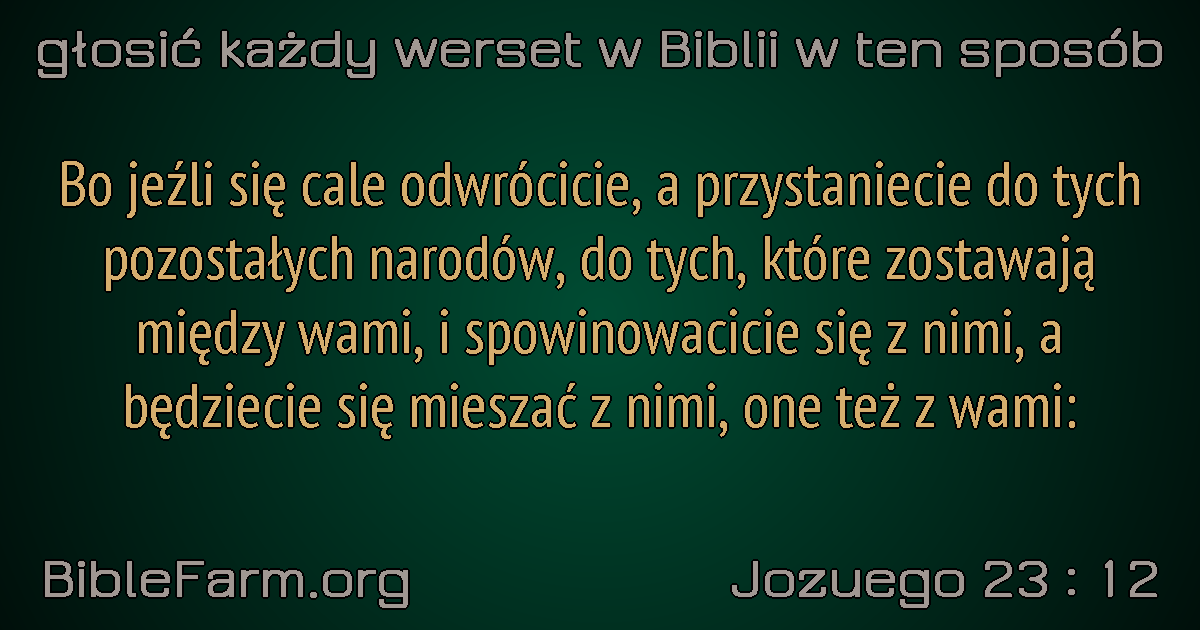 głosić każdy werset w Biblii w ten sposób
Bo jeźli się cale odwrócicie, a przystaniecie do tych
pozostałych narodów, do tych, które zostawają
między wami, i spowinowacicie się z nimi, a
będziecie się mieszać z nimi, one też z wami:
BibleFarm.org
Jozuego 23 : 12